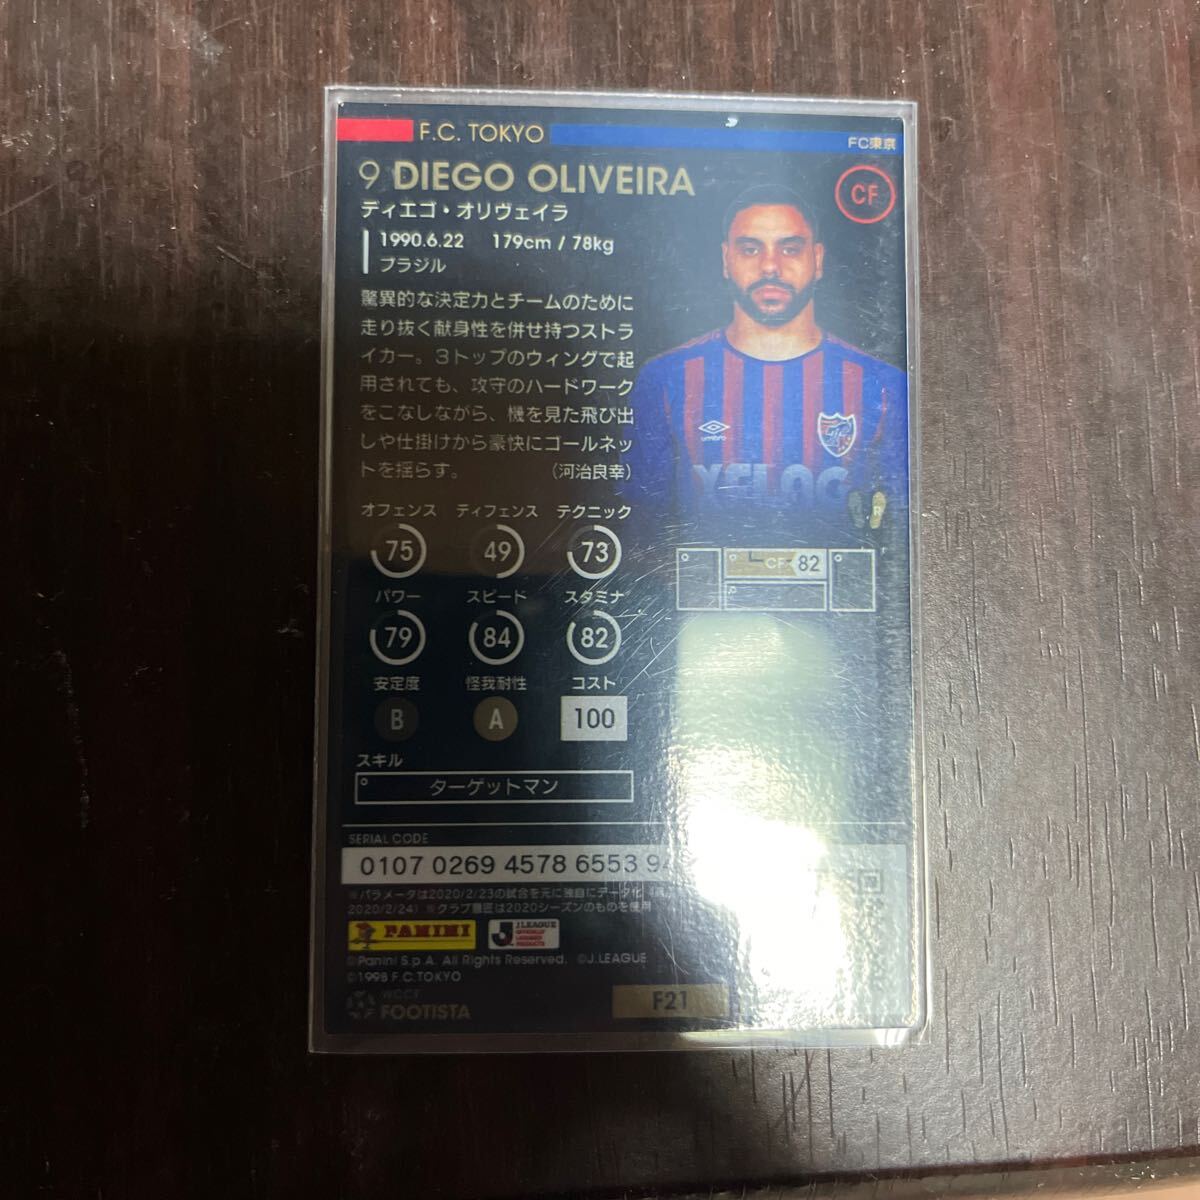 F.C. TOKYO
FC東京
9 DIEGO OLIVEIRA
CF
ディエゴ・オリヴェイラ
1990.6.22 179cm / 78kg
ブラジル
驚異的な決定力とチームのために
走り抜く献身性を併せ持つストラ
イカー。3トップのウィングで起
用されても、攻守のハードワーク
をこなしながら、機を見た飛び出
しや仕掛けから豪快にゴールネッ
トを揺らす。 (河治良幸)
umbro
R
オフェンス ディフェンス テクニック
75 49 73
CF 82
パワー スピード スタミナ
79 84 82
安定度 怪我耐性 コスト
B A 100
スキル
ターゲットマン
SERIAL CODE
0107 0269 4578 6553
※パラメータは2020/2/23の試合を元に独自にデータ化
2020/2/24) ※クラブ意匠は2020シーズンのものを使用
PANINI
J.LEAGUE OFFICIALLY LICENSED PRODUCTS
©Panini S.p.A. All Rights Reserved. ©J.LEAGUE
©1998 F.C.TOKYO
WCCF
FOOTISTA
F21